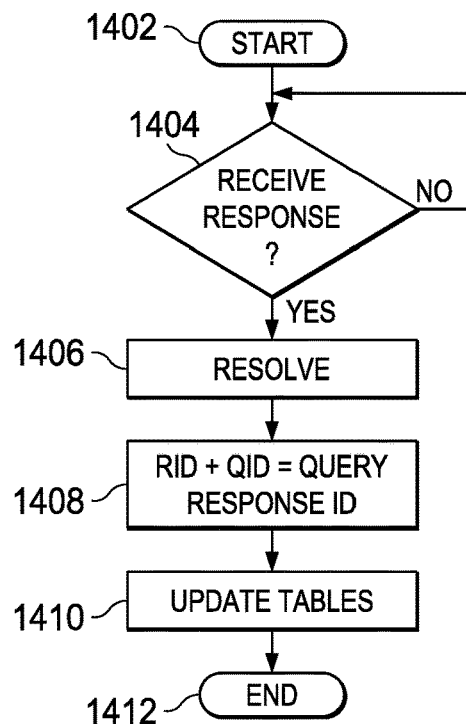 1402
START
1404
RECEIVE
RESPONSE
?
NO
YES
1406
RESOLVE
1408
RID + QID = QUERY
RESPONSE ID
1410
UPDATE TABLES
1412
END